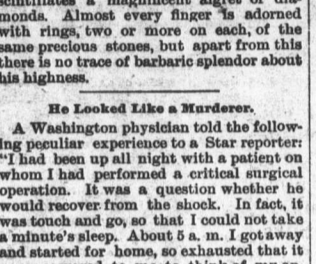 scintillates a magnificent aigret of dia-
monds. Almost every finger is adorned
with rings, two or more on each, of the
same precious stones, but apart from this
there is no trace of barbaric splendor about
his highness.
He Looked Like a Murderer.
A Washington physician told the follow-
ing peculiar experience to a Star reporter:
"I had been up all night with a patient on
whom I had performed a critical surgical
operation. It was a question whether he
would recover from the shock. In fact, it
was touch and go, so that I could not take
a minute's sleep. About 5 a. m. I got away
and started for home, so exhausted that it